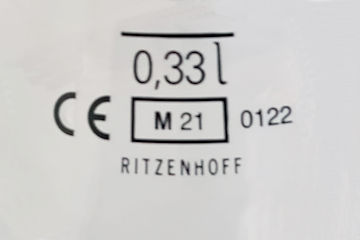 0,33 l
CE M 21 0122
RITZENHOFF